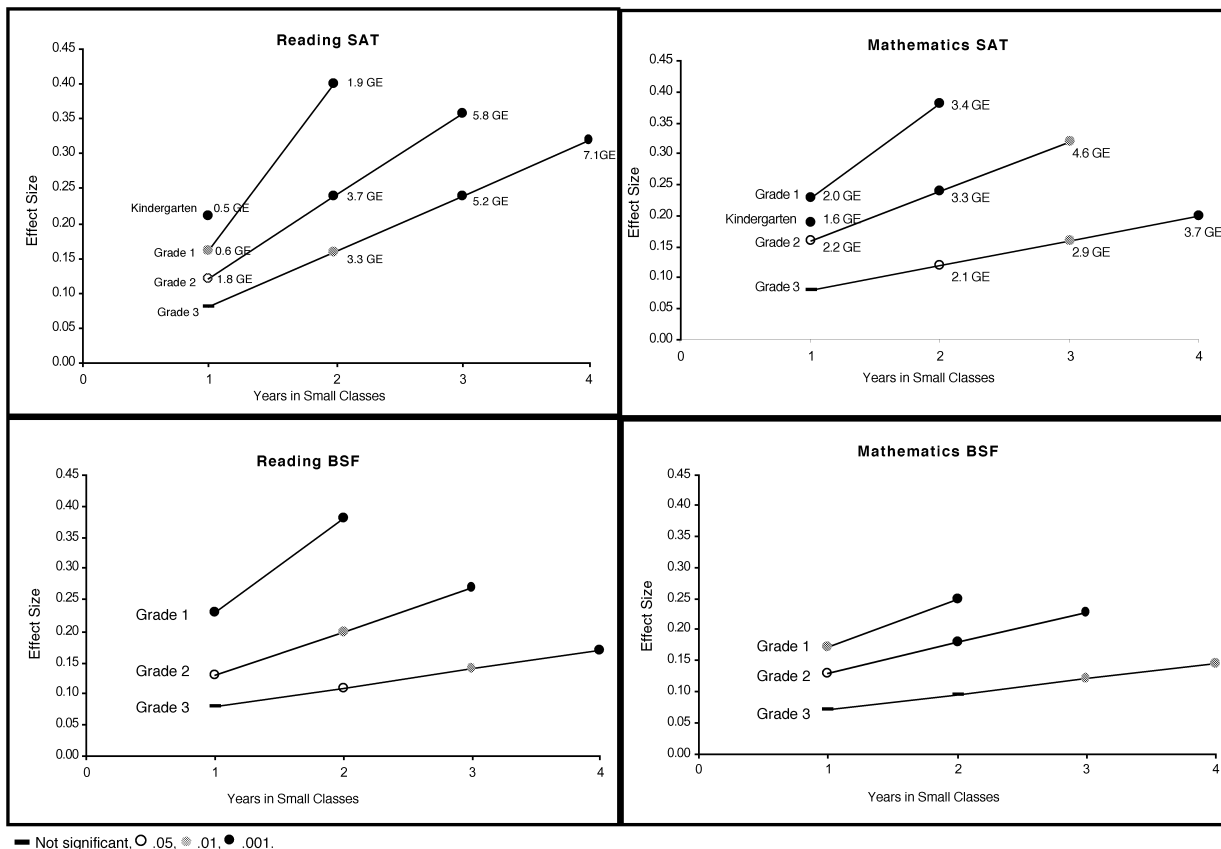 Reading SAT
0.45
0.40
0.35
0.30
0.25
0.20
0.15
0.10
0.05
0.00
Effect Size
1.9 GE
5.8 GE
7.1GE
Kindergarten
0.5 GE
3.7 GE
5.2 GE
Grade 1
0.6 GE
3.3 GE
Grade 2
1.8 GE
Grade 3
0
1
2
3
4
Years in Small Classes
Mathematics SAT
0.45
0.40
0.35
0.30
0.25
0.20
0.15
0.10
0.05
0.00
Effect Size
3.4 GE
4.6 GE
Grade 1
2.0 GE
3.3 GE
Kindergarten
1.6 GE
Grade 2
2.2 GE
2.9 GE
3.7 GE
Grade 3
2.1 GE
0
1
2
3
4
Years in Small Classes
Reading BSF
0.45
0.40
0.35
0.30
0.25
0.20
0.15
0.10
0.05
0.00
Effect Size
Grade 1
Grade 2
Grade 3
0
1
2
3
4
Years in Small Classes
Mathematics BSF
0.45
0.40
0.35
0.30
0.25
0.20
0.15
0.10
0.05
0.00
Effect Size
Grade 1
Grade 2
Grade 3
0
1
2
3
4
Years in Small Classes
Not significant, .05, .01, .001.